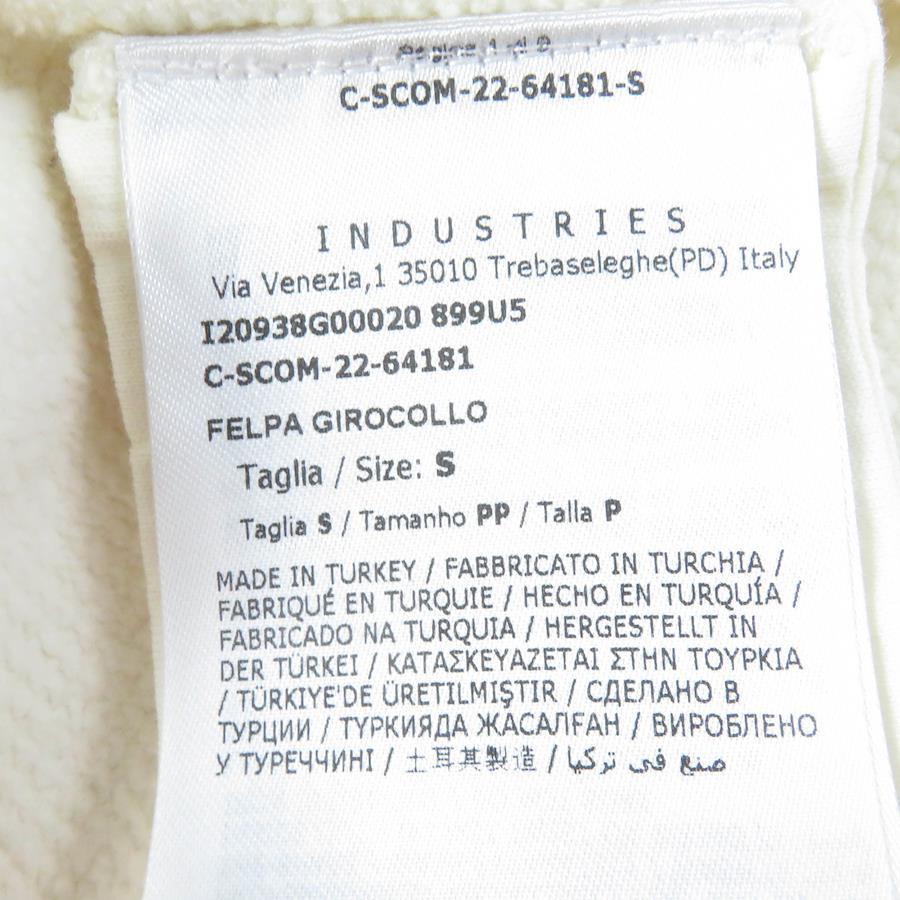 C-SCOM-22-64181-S
INDUSTRIES
Via Venezia,1 35010 Trebaseleghe(PD) Italy
I20938G00020 899U5
C-SCOM-22-64181
FELPA GIROCOLLO
Taglia / Size: S
Taglia S / Tamanho PP / Talla P
MADE IN TURKEY / FABBRICATO IN TURCHIA /
FABRIQUÉ EN TURQUIE / HECHO EN TURQUÍA /
FABRICADO NA TURQUIA / HERGESTELLT IN
DER TÜRKEI / ΚΑΤΑΣΚΕΥΑΖΕΤΑΙ ΣΤΗΝ ΤΟΥΡΚΙΑ
/ TÜRKIYE'DE ÜRETILMIŞTIR / СДЕЛАНО В
ТУРЦИИ / ТҮРКИЯДА ЖАСАЛҒАН / ВИРОБЛЕНО
У ТУРЕЧЧИНІ / 土耳其製造 / صنع في تركيا